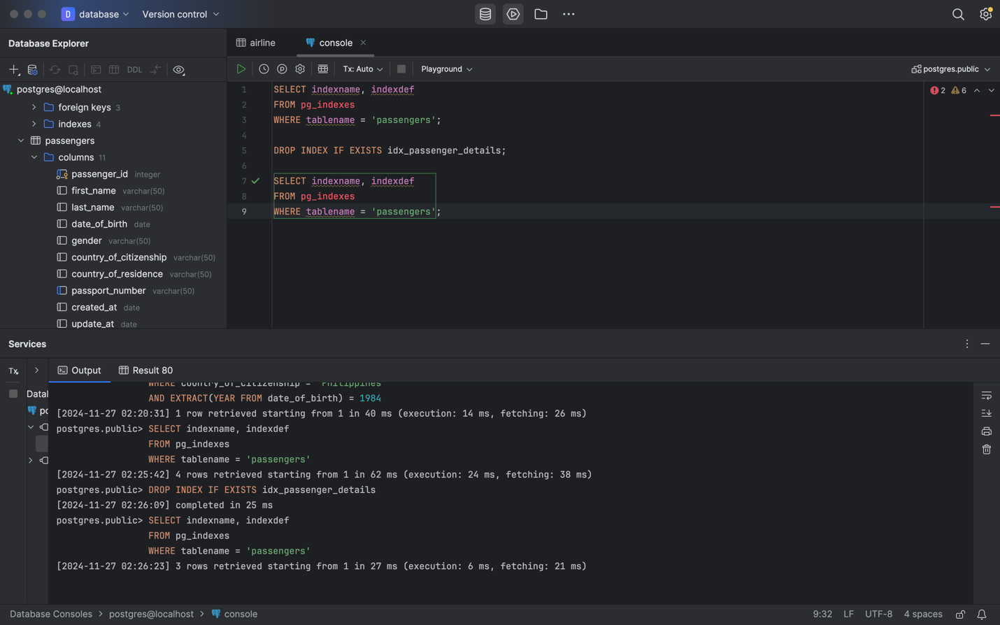 D database Version control
Database Explorer
airline
console
DDL
Tx: Auto
Playground
postgres.public
postgres@localhost
foreign keys 3
indexes 4
passengers
columns 11
passenger_id integer
first_name varchar(50)
last_name varchar(50)
date_of_birth date
gender varchar(50)
country_of_citizenship varchar(50)
country_of_residence varchar(50)
passport_number varchar(50)
created_at date
update_at date
1 SELECT indexname, indexdef
2 FROM pg_indexes
3 WHERE tablename = 'passengers';
4
5 DROP INDEX IF EXISTS idx_passenger_details;
6
7 SELECT indexname, indexdef
8 FROM pg_indexes
9 WHERE tablename = 'passengers';
2 6
Services
Tx
Output
Result 80
Datal
po
WHERE country_of_citizenship = 'Philippines'
AND EXTRACT(YEAR FROM date_of_birth) = 1984
[2024-11-27 02:20:31] 1 row retrieved starting from 1 in 40 ms (execution: 14 ms, fetching: 26 ms)
postgres.public> SELECT indexname, indexdef
FROM pg_indexes
WHERE tablename = 'passengers'
[2024-11-27 02:25:42] 4 rows retrieved starting from 1 in 62 ms (execution: 24 ms, fetching: 38 ms)
postgres.public> DROP INDEX IF EXISTS idx_passenger_details
[2024-11-27 02:26:09] completed in 25 ms
postgres.public> SELECT indexname, indexdef
FROM pg_indexes
WHERE tablename = 'passengers'
[2024-11-27 02:26:23] 3 rows retrieved starting from 1 in 27 ms (execution: 6 ms, fetching: 21 ms)
Database Consoles > postgres@localhost > console
9:32 LF UTF-8 4 spaces